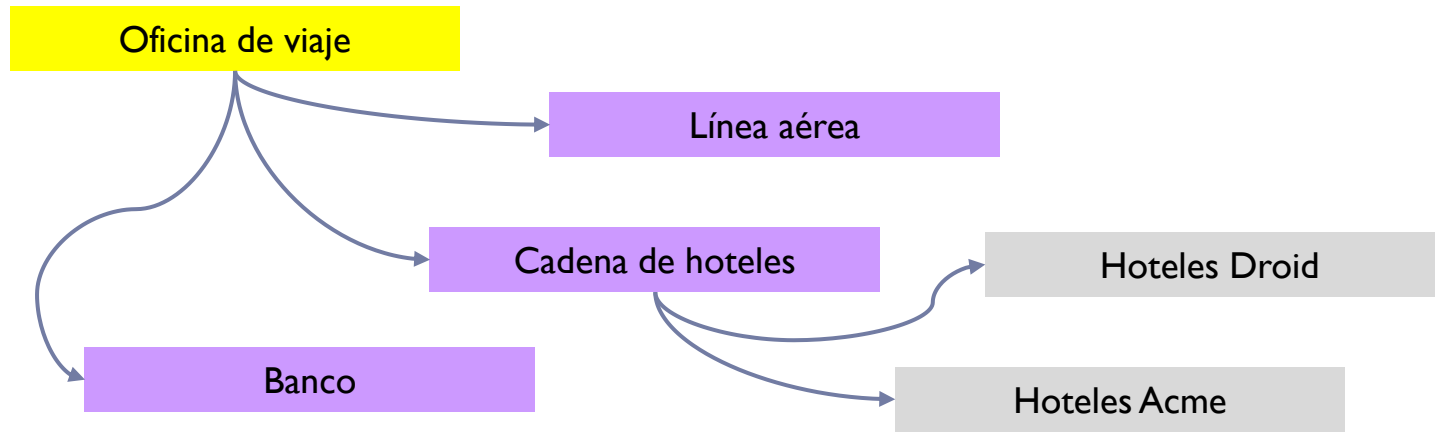 Oficina de viaje
Línea aérea
Cadena de hoteles
Hoteles Droid
Banco
Hoteles Acme